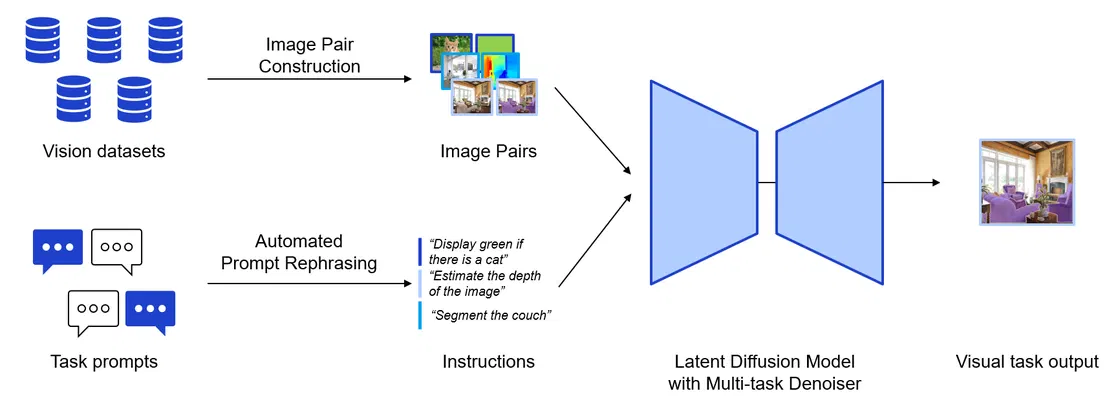 Image Pair
Construction
Vision datasets
Image Pairs
Automated
Prompt Rephrasing
“Display green if
there is a cat”
“Estimate the depth
of the image”
“Segment the couch”
Task prompts
Instructions
Latent Diffusion Model
with Multi-task Denoiser
Visual task output